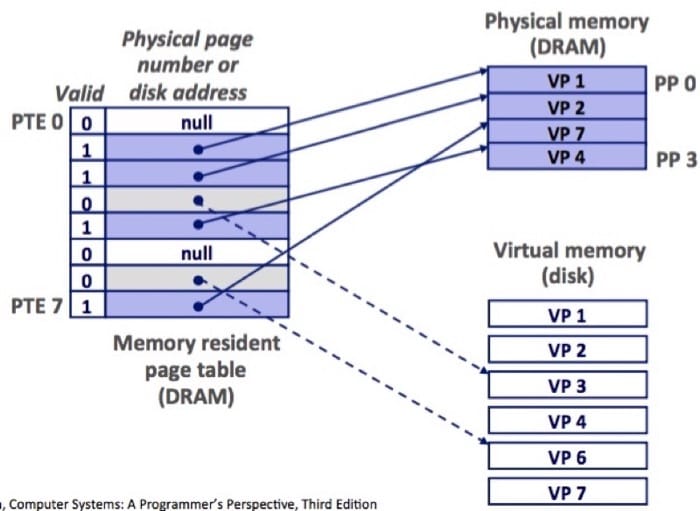 Physical memory
(DRAM)
Physical page
number or
disk address
Valid
PTE 0
0
null
1
1
0
1
0
null
0
PTE 7
1
Memory resident
page table
(DRAM)
VP 1
PP 0
VP 2
VP 7
VP 4
PP 3
Virtual memory
(disk)
VP 1
VP 2
VP 3
VP 4
VP 6
VP 7
, Computer Systems: A Programmer's Perspective, Third Edition